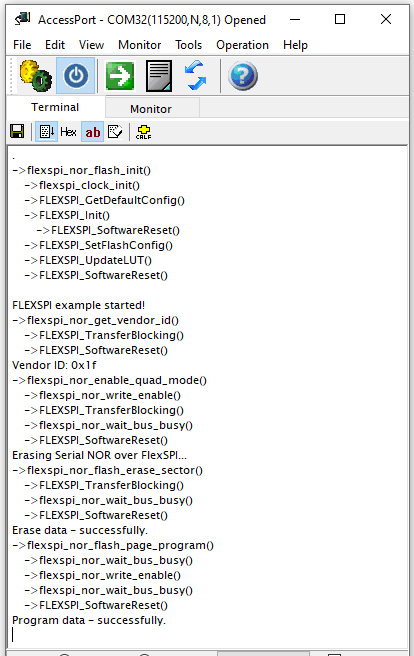 AccessPort - COM32(115200,N,8,1) Opened
File Edit View Monitor Tools Operation Help
Terminal Monitor
Hex ab CRLF
.
->flexspi_nor_flash_init()
->flexspi_clock_init()
->FLEXSPI_GetDefaultConfig()
->FLEXSPI_Init()
->FLEXSPI_SoftwareReset()
->FLEXSPI_SetFlashConfig()
->FLEXSPI_UpdateLUT()
->FLEXSPI_SoftwareReset()
FLEXSPI example started!
->flexspi_nor_get_vendor_id()
->FLEXSPI_TransferBlocking()
->FLEXSPI_SoftwareReset()
Vendor ID: 0x1f
->flexspi_nor_enable_quad_mode()
->flexspi_nor_write_enable()
->FLEXSPI_TransferBlocking()
->flexspi_nor_wait_bus_busy()
->FLEXSPI_SoftwareReset()
Erasing Serial NOR over FlexSPI...
->flexspi_nor_flash_erase_sector()
->FLEXSPI_TransferBlocking()
->flexspi_nor_wait_bus_busy()
->FLEXSPI_SoftwareReset()
Erase data - successfully.
->flexspi_nor_flash_page_program()
->flexspi_nor_wait_bus_busy()
->flexspi_nor_write_enable()
->flexspi_nor_wait_bus_busy()
->FLEXSPI_SoftwareReset()
Program data - successfully.